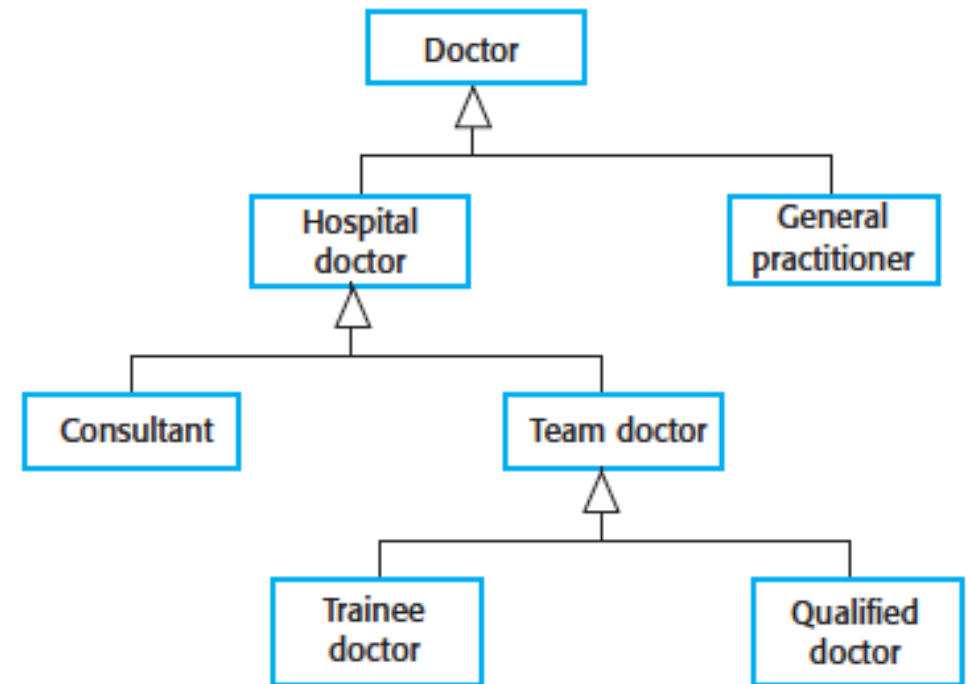 Doctor
Hospital
doctor
General
practitioner
Consultant
Team doctor
Trainee
doctor
Qualified
doctor